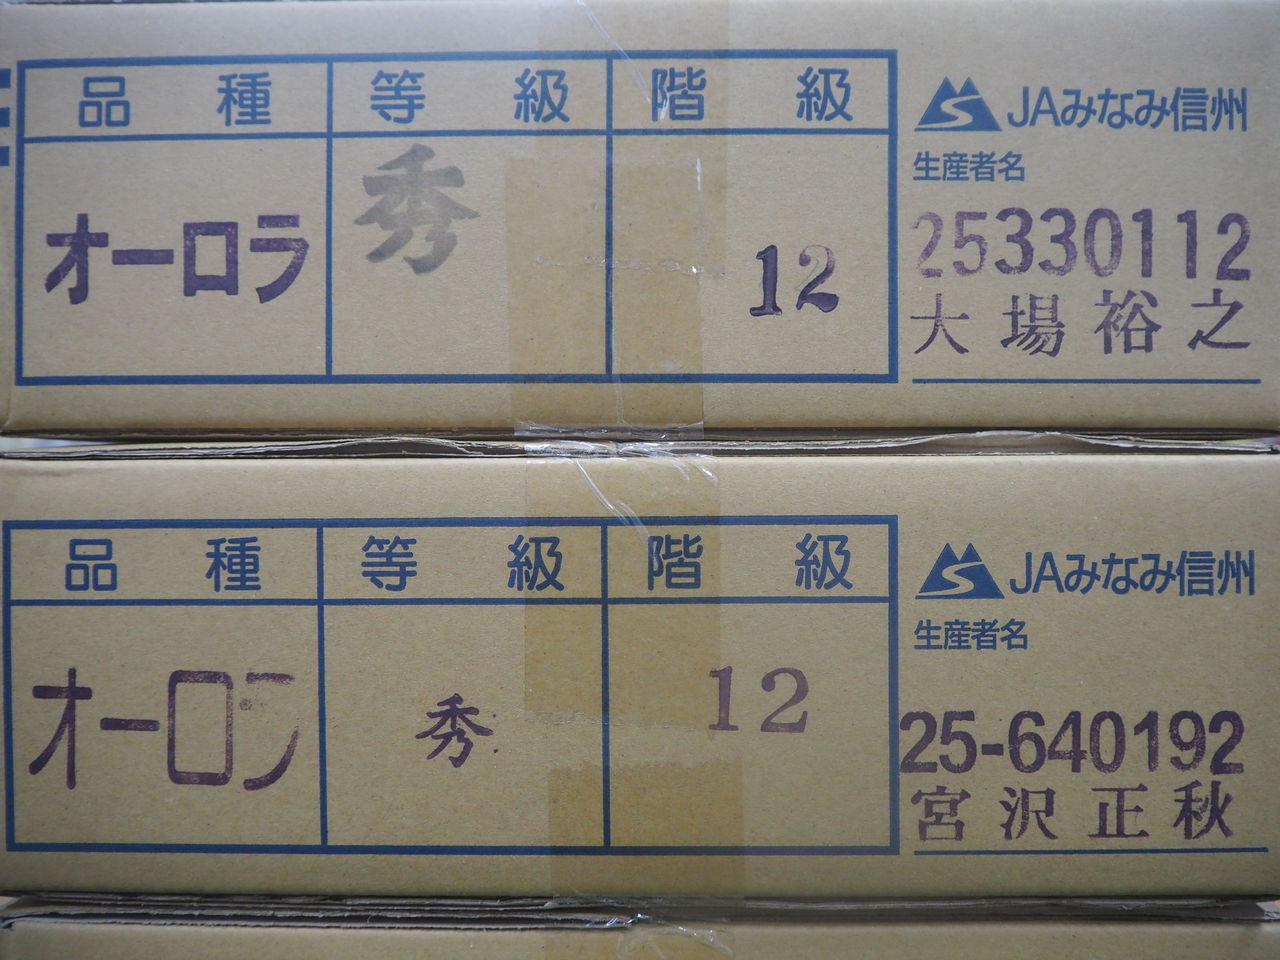 品種 等級 階級
オーロラ 秀 12
JAみなみ信州
生産者名
25330112
大場裕之
品種 等級 階級
オーロラ 秀 12
JAみなみ信州
生産者名
25-640192
宮沢正秋